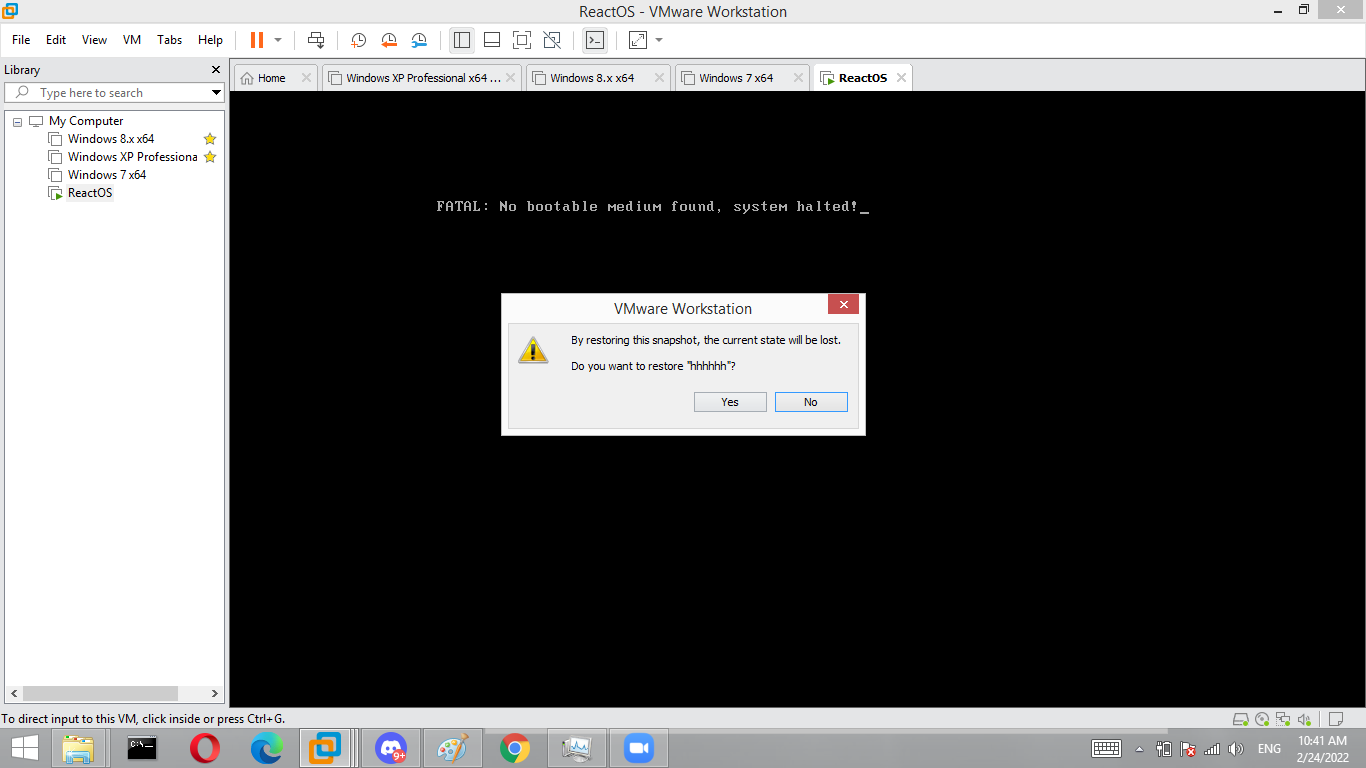 ReactOS - VMware Workstation
File Edit View VM Tabs Help
Library
Type here to search
My Computer
Windows 8.x x64
Windows XP Professiona
Windows 7 x64
ReactOS
Home Windows XP Professional x64 ... Windows 8.x x64 Windows 7 x64 ReactOS
FATAL: No bootable medium found, system halted!_
VMware Workstation
By restoring this snapshot, the current state will be lost.
Do you want to restore "hhhhhh"?
Yes No
To direct input to this VM, click inside or press Ctrl+G.
C:\_
9+
ENG
10:41 AM
2/24/2022